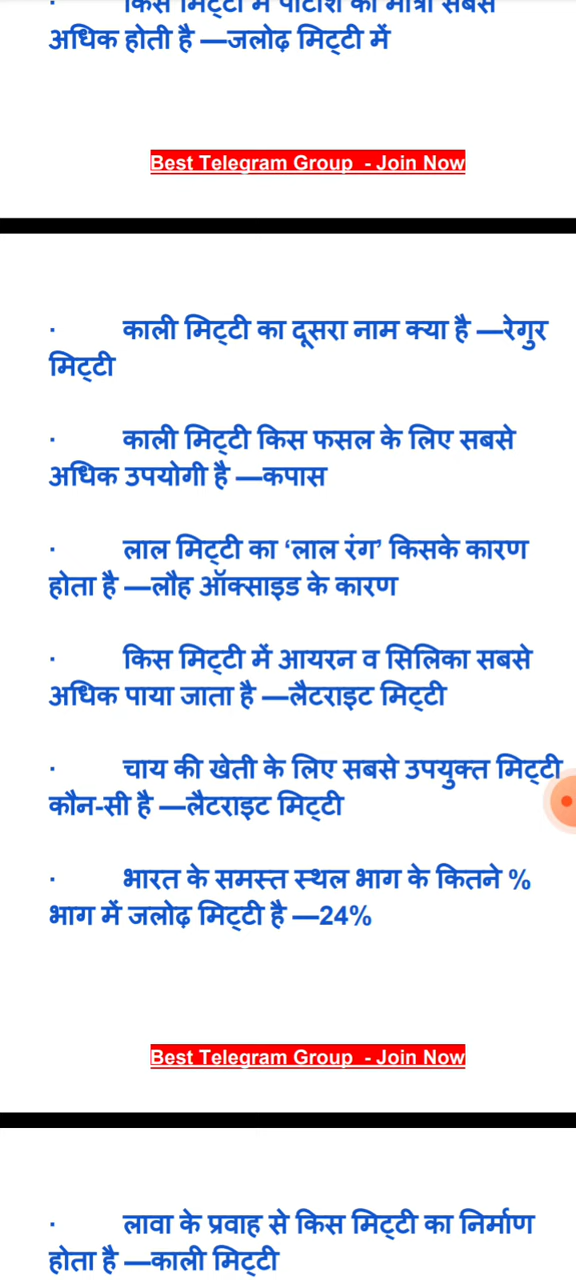 · किस मिट्टी में पोटाश की मात्रा सबसे
अधिक होती है —जलोढ़ मिट्टी में
Best Telegram Group - Join Now
· काली मिट्टी का दूसरा नाम क्या है —रेगुर
मिट्टी
· काली मिट्टी किस फसल के लिए सबसे
अधिक उपयोगी है —कपास
· लाल मिट्टी का ‘लाल रंग’ किसके कारण
होता है —लौह ऑक्साइड के कारण
· किस मिट्टी में आयरन व सिलिका सबसे
अधिक पाया जाता है —लैटराइट मिट्टी
· चाय की खेती के लिए सबसे उपयुक्त मिट्टी
कौन-सी है —लैटराइट मिट्टी
· भारत के समस्त स्थल भाग के कितने %
भाग में जलोढ़ मिट्टी है —24%
Best Telegram Group - Join Now
· लावा के प्रवाह से किस मिट्टी का निर्माण
होता है —काली मिट्टी